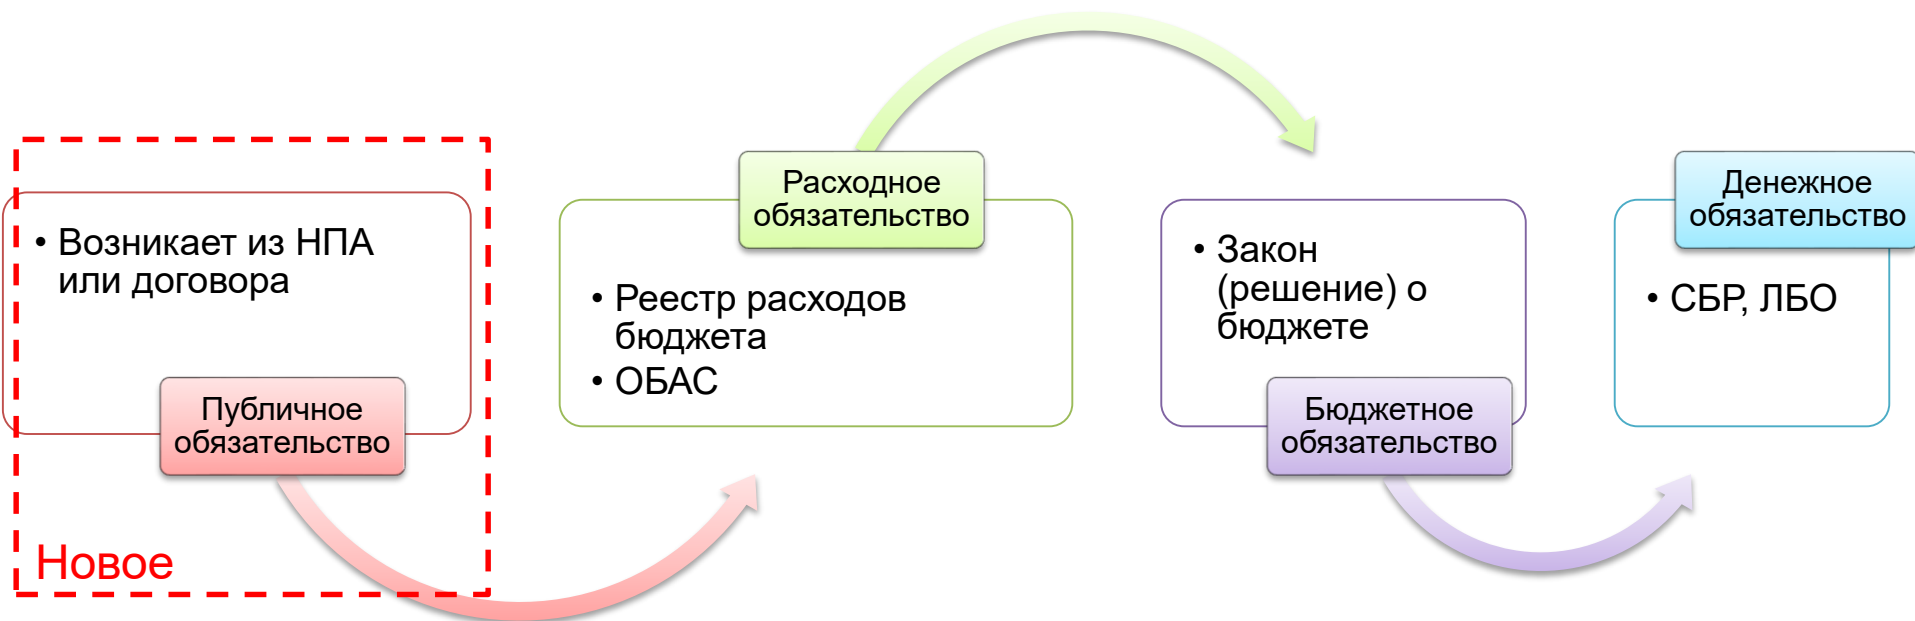 • Возникает из НПА
или договора
Публичное
обязательство
Новое
Расходное
обязательство
• Реестр расходов
бюджета
• ОБАС
• Закон
(решение) о
бюджете
Бюджетное
обязательство
Денежное
обязательство
• СБР, ЛБО